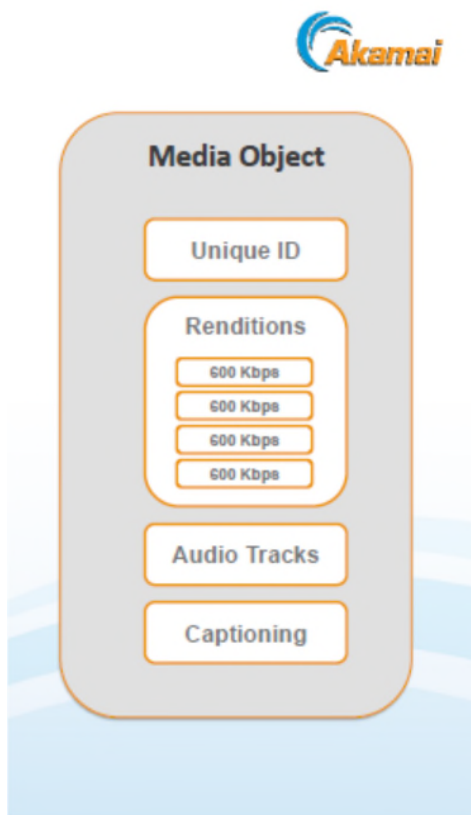 Akamai
Media Object
Unique ID
Renditions
600 Kbps
600 Kbps
600 Kbps
600 Kbps
Audio Tracks
Captioning